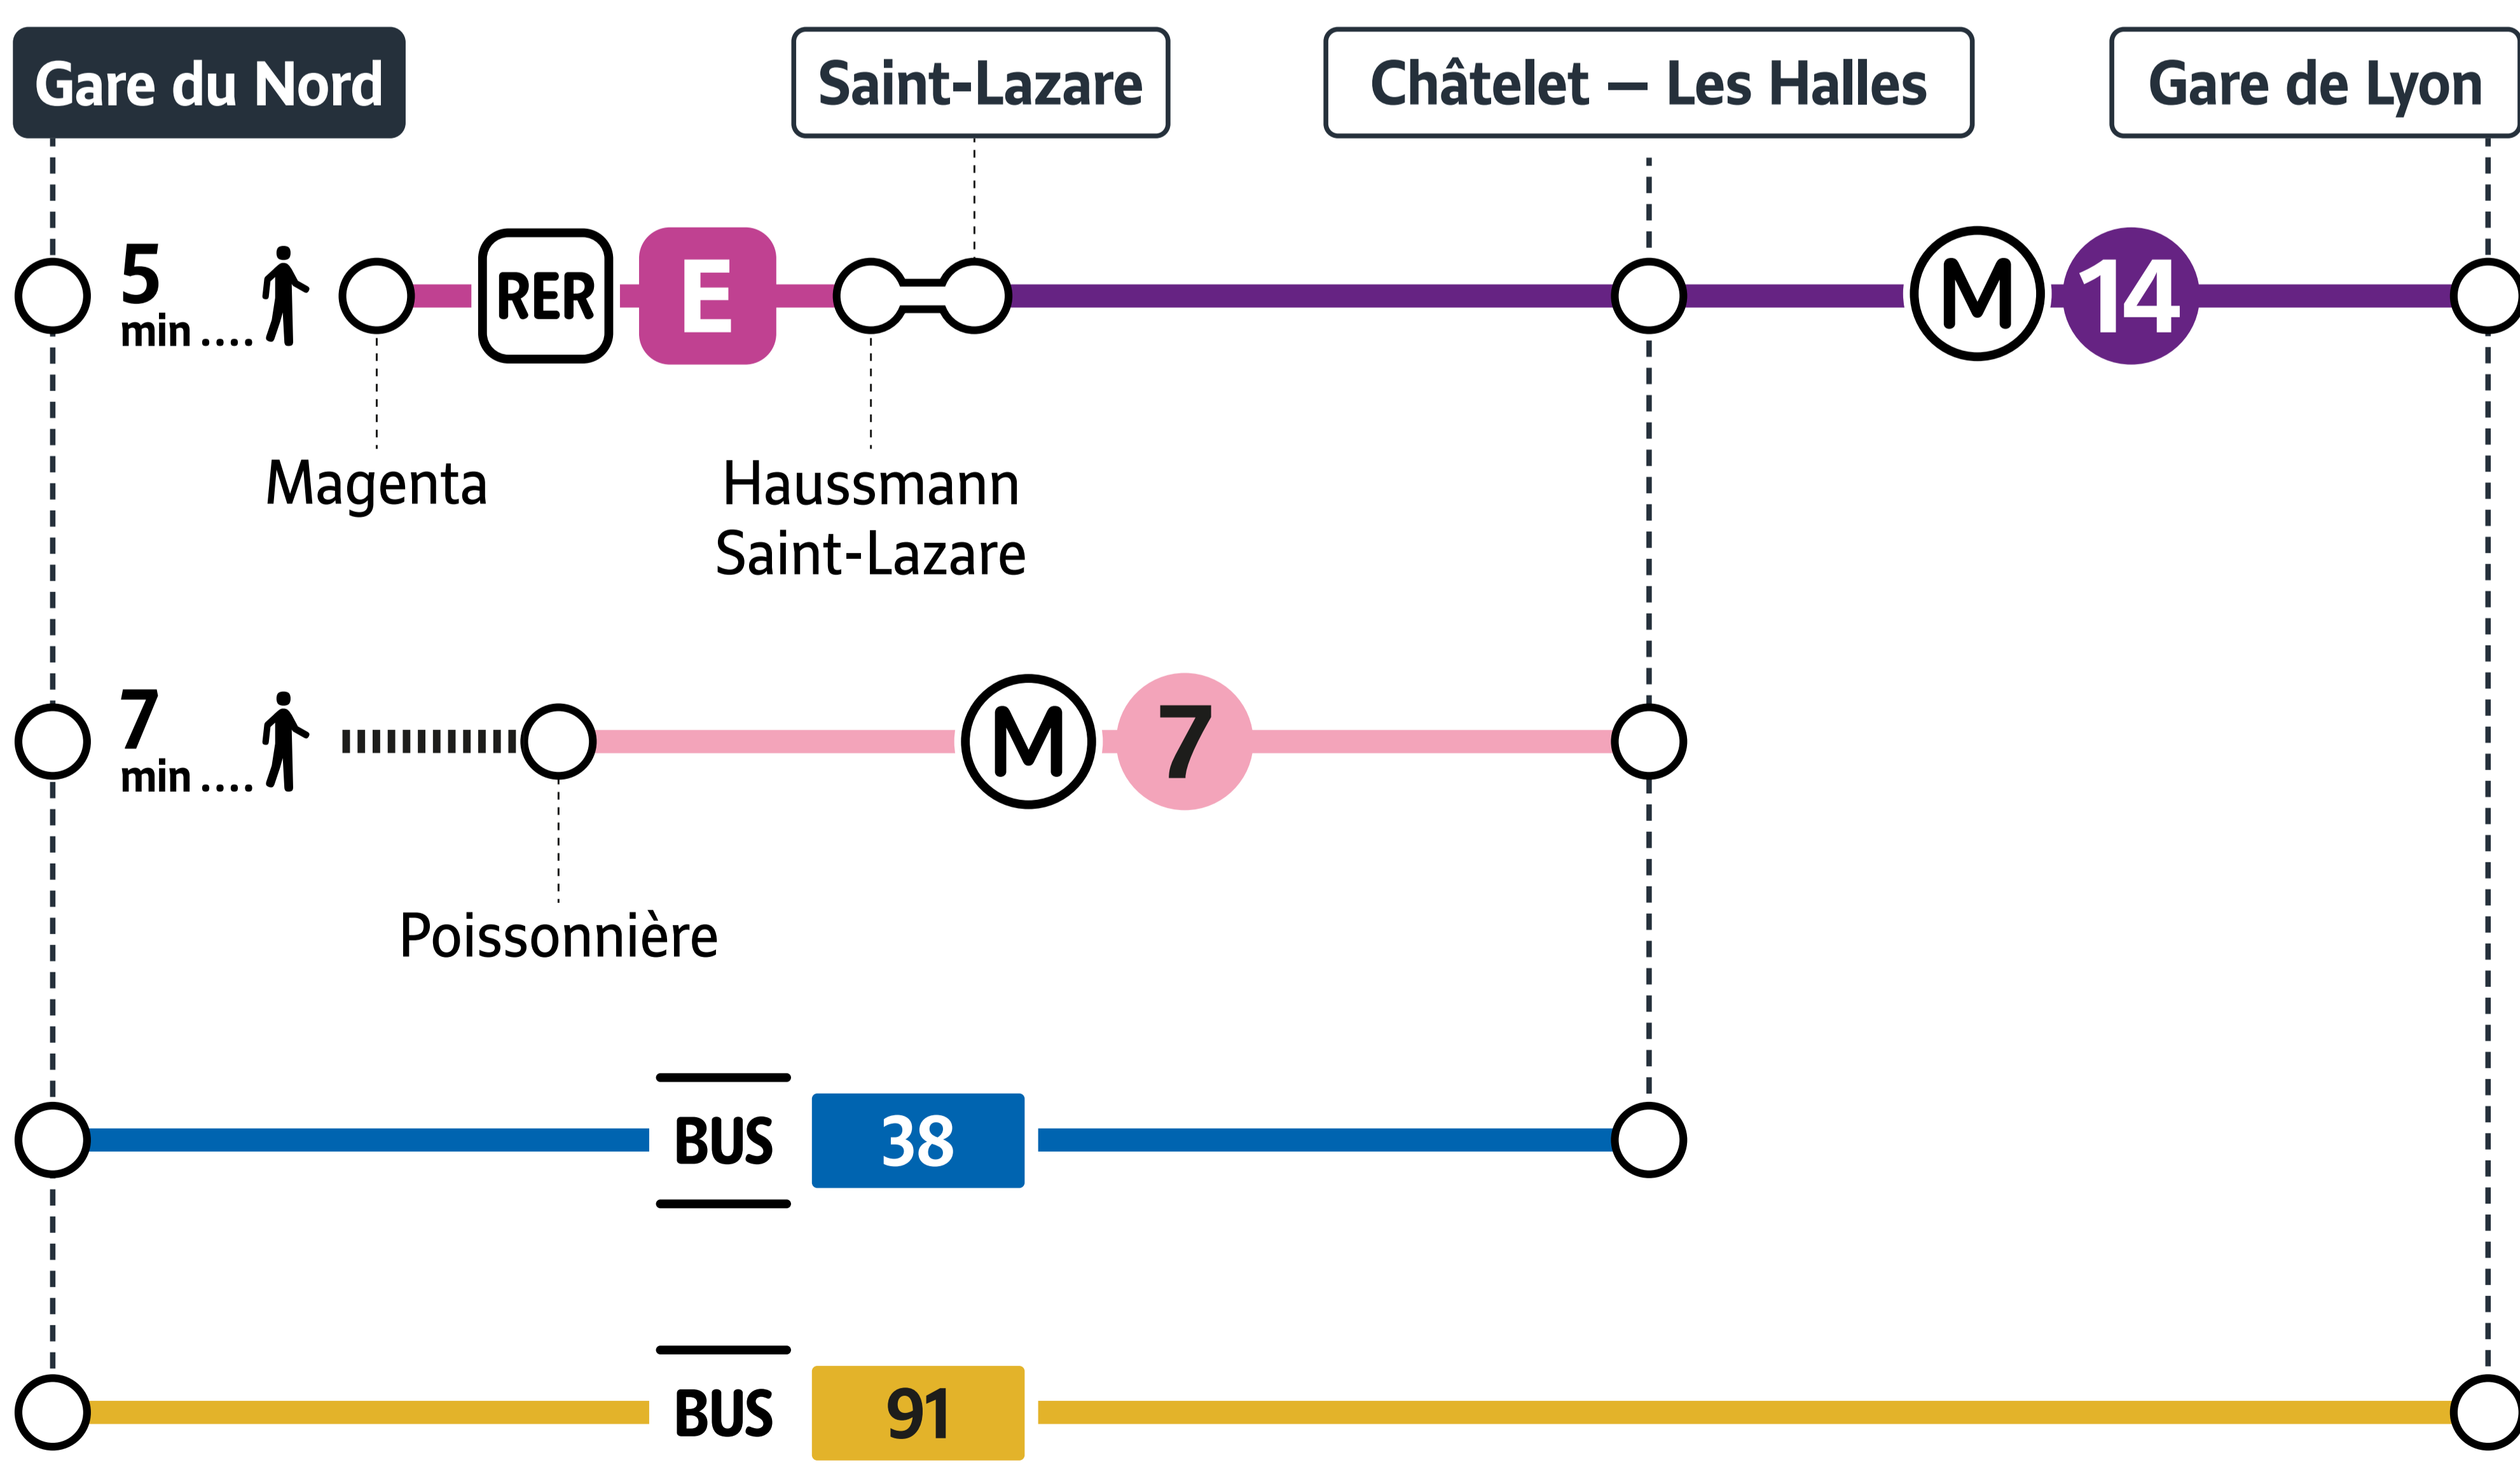 Gare du Nord
Saint-Lazare
Châtelet — Les Halles
Gare de Lyon
5
min ....
RER
E
M
14
Magenta
Haussmann
Saint-Lazare
7
min ....
M
7
Poissonnière
BUS
38
BUS
91